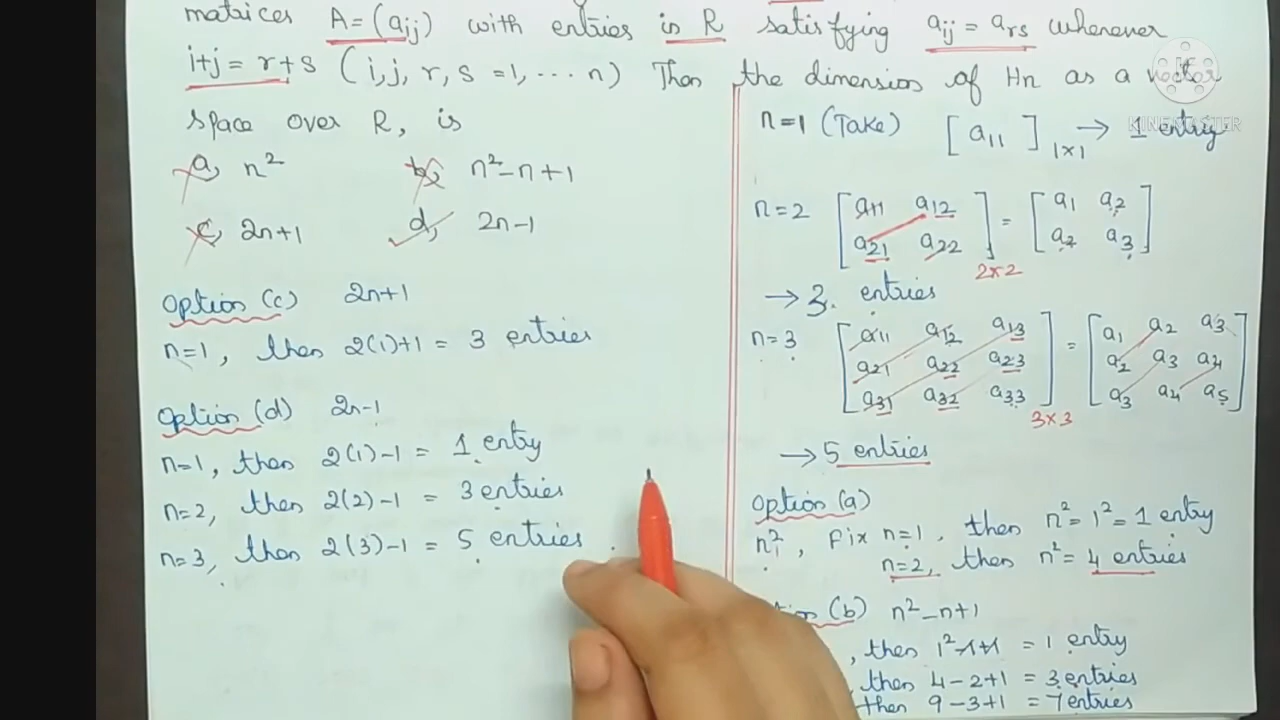 matrices A = (aij) with entries in R satisfying aij = ars whenever
i+j = r+s (i,j, r, s = 1, ... n) Then the dimension of Hn as a vector
space over R, is
a, n²
b, n²-n+1
c, 2n+1
d, 2n-1
Option (c) 2n+1
n=1, then 2(1)+1 = 3 entries
Option (d) 2n-1
n=1, then 2(1)-1 = 1 entry
n=2, then 2(2)-1 = 3 entries
n=3, then 2(3)-1 = 5 entries
n=1 (Take) [a11] 1x1 → 1 entry
n=2 [a11 a12 = [a1 a2
a21 a22] 2x2 a2 a3]
→ 3. entries
n=3 [a11 a12 a13 = [a1 a2 a3
a21 a22 a23 a2 a3 a4
a31 a32 a33] 3x3 a3 a4 a5]
→ 5 entries
Option (a)
n², Fix n=1, then n² = 1² = 1 entry
n=2, then n² = 4 entries
(b) n²-n+1
, then 1²-1+1 = 1 entry
, then 4-2+1 = 3 entries
then 9-3+1 = 7 entries
KINEMASTER